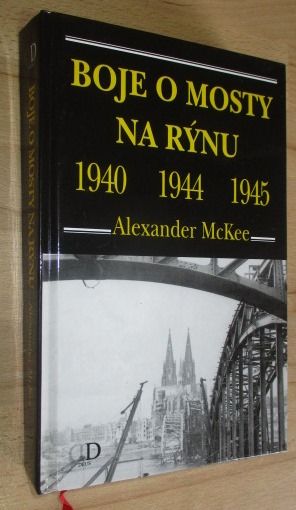 BOJE O MOSTY
NA RÝNU
1940 1944 1945
Alexander McKee
D
BOJE O MOSTY NA RÝNU